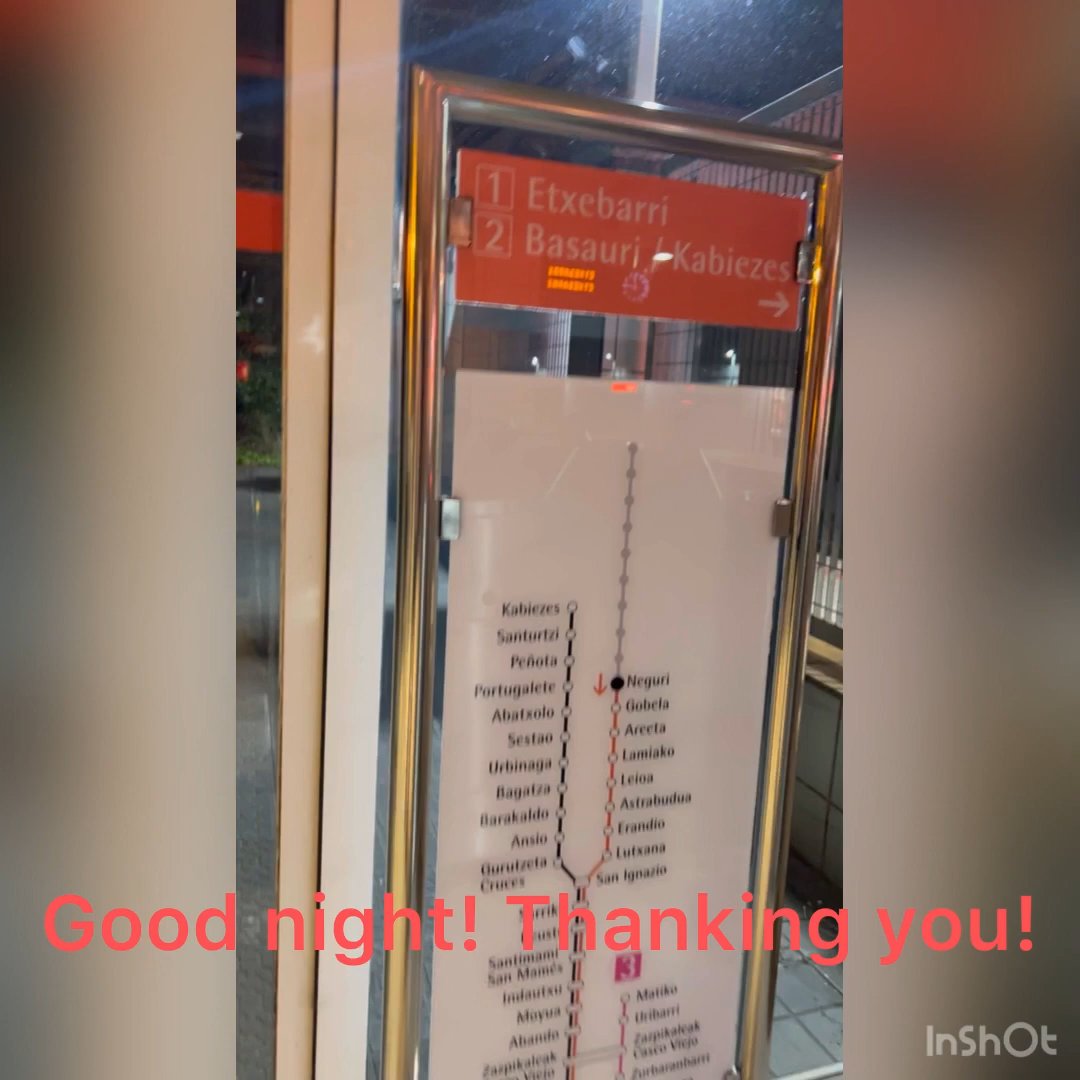 1 Etxebarri
2 Basauri / Kabiezes
→
Kabiezes
Santurtzi
Peñota
Portugalete
Abatxolo
Sestao
Urbinaga
Bagatza
Barakaldo
Ansio
Gurutzeta
Cruces
↓ Neguri
Gobela
Areeta
Lamiako
Leioa
Astrabudua
Erandio
Lutxana
San Ignazio
Good night! Thanking you!
Santimami
San Mamés
Indautxu
Moyua
Abando
Zazpikaleak
Viejo
3
Matiko
Uribarri
Zazpikaleak
Casco Viejo
Zurbaranbarri
InShOt